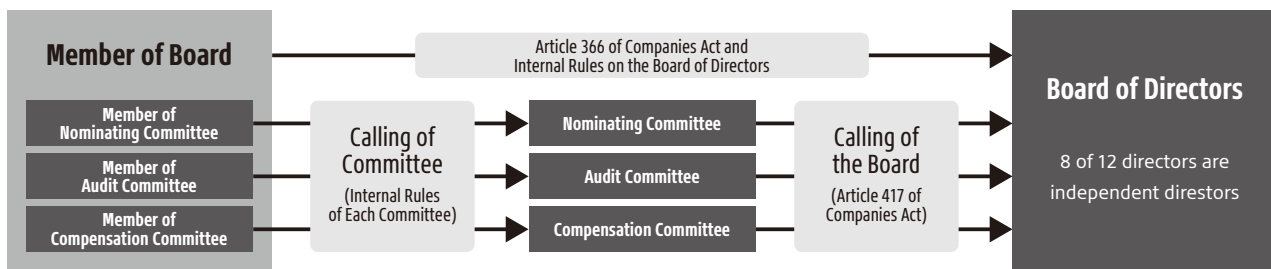 Member of Board
Article 366 of Companies Act and
Internal Rules on the Board of Directors
Member of
Nominating Committee
Member of
Audit Committee
Member of
Compensation Committee
Calling of
Committee
(Internal Rules
of Each Committee)
Nominating Committee
Audit Committee
Compensation Committee
Calling of
the Board
(Article 417 of
Companies Act)
Board of Directors
8 of 12 directors are
independent direstors